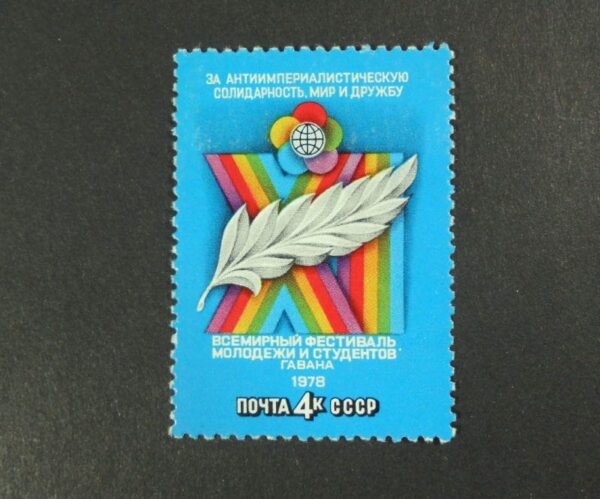 ЗА АНТИИМПЕРИАЛИСТИЧЕСКУЮ
СОЛИДАРНОСТЬ, МИР И ДРУЖБУ
XI
ВСЕМИРНЫЙ ФЕСТИВАЛЬ
МОЛОДЕЖИ И СТУДЕНТОВ
ГАВАНА
1978
ПОЧТА 4К СССР